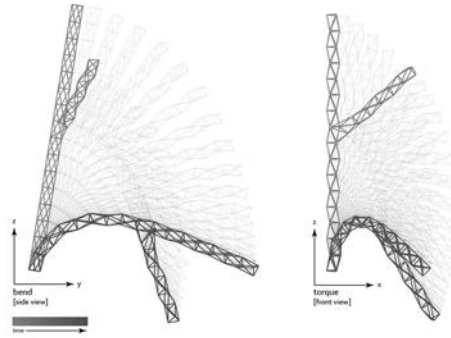 z
y
bend
[side view]
time
z
x
torque
[front view]